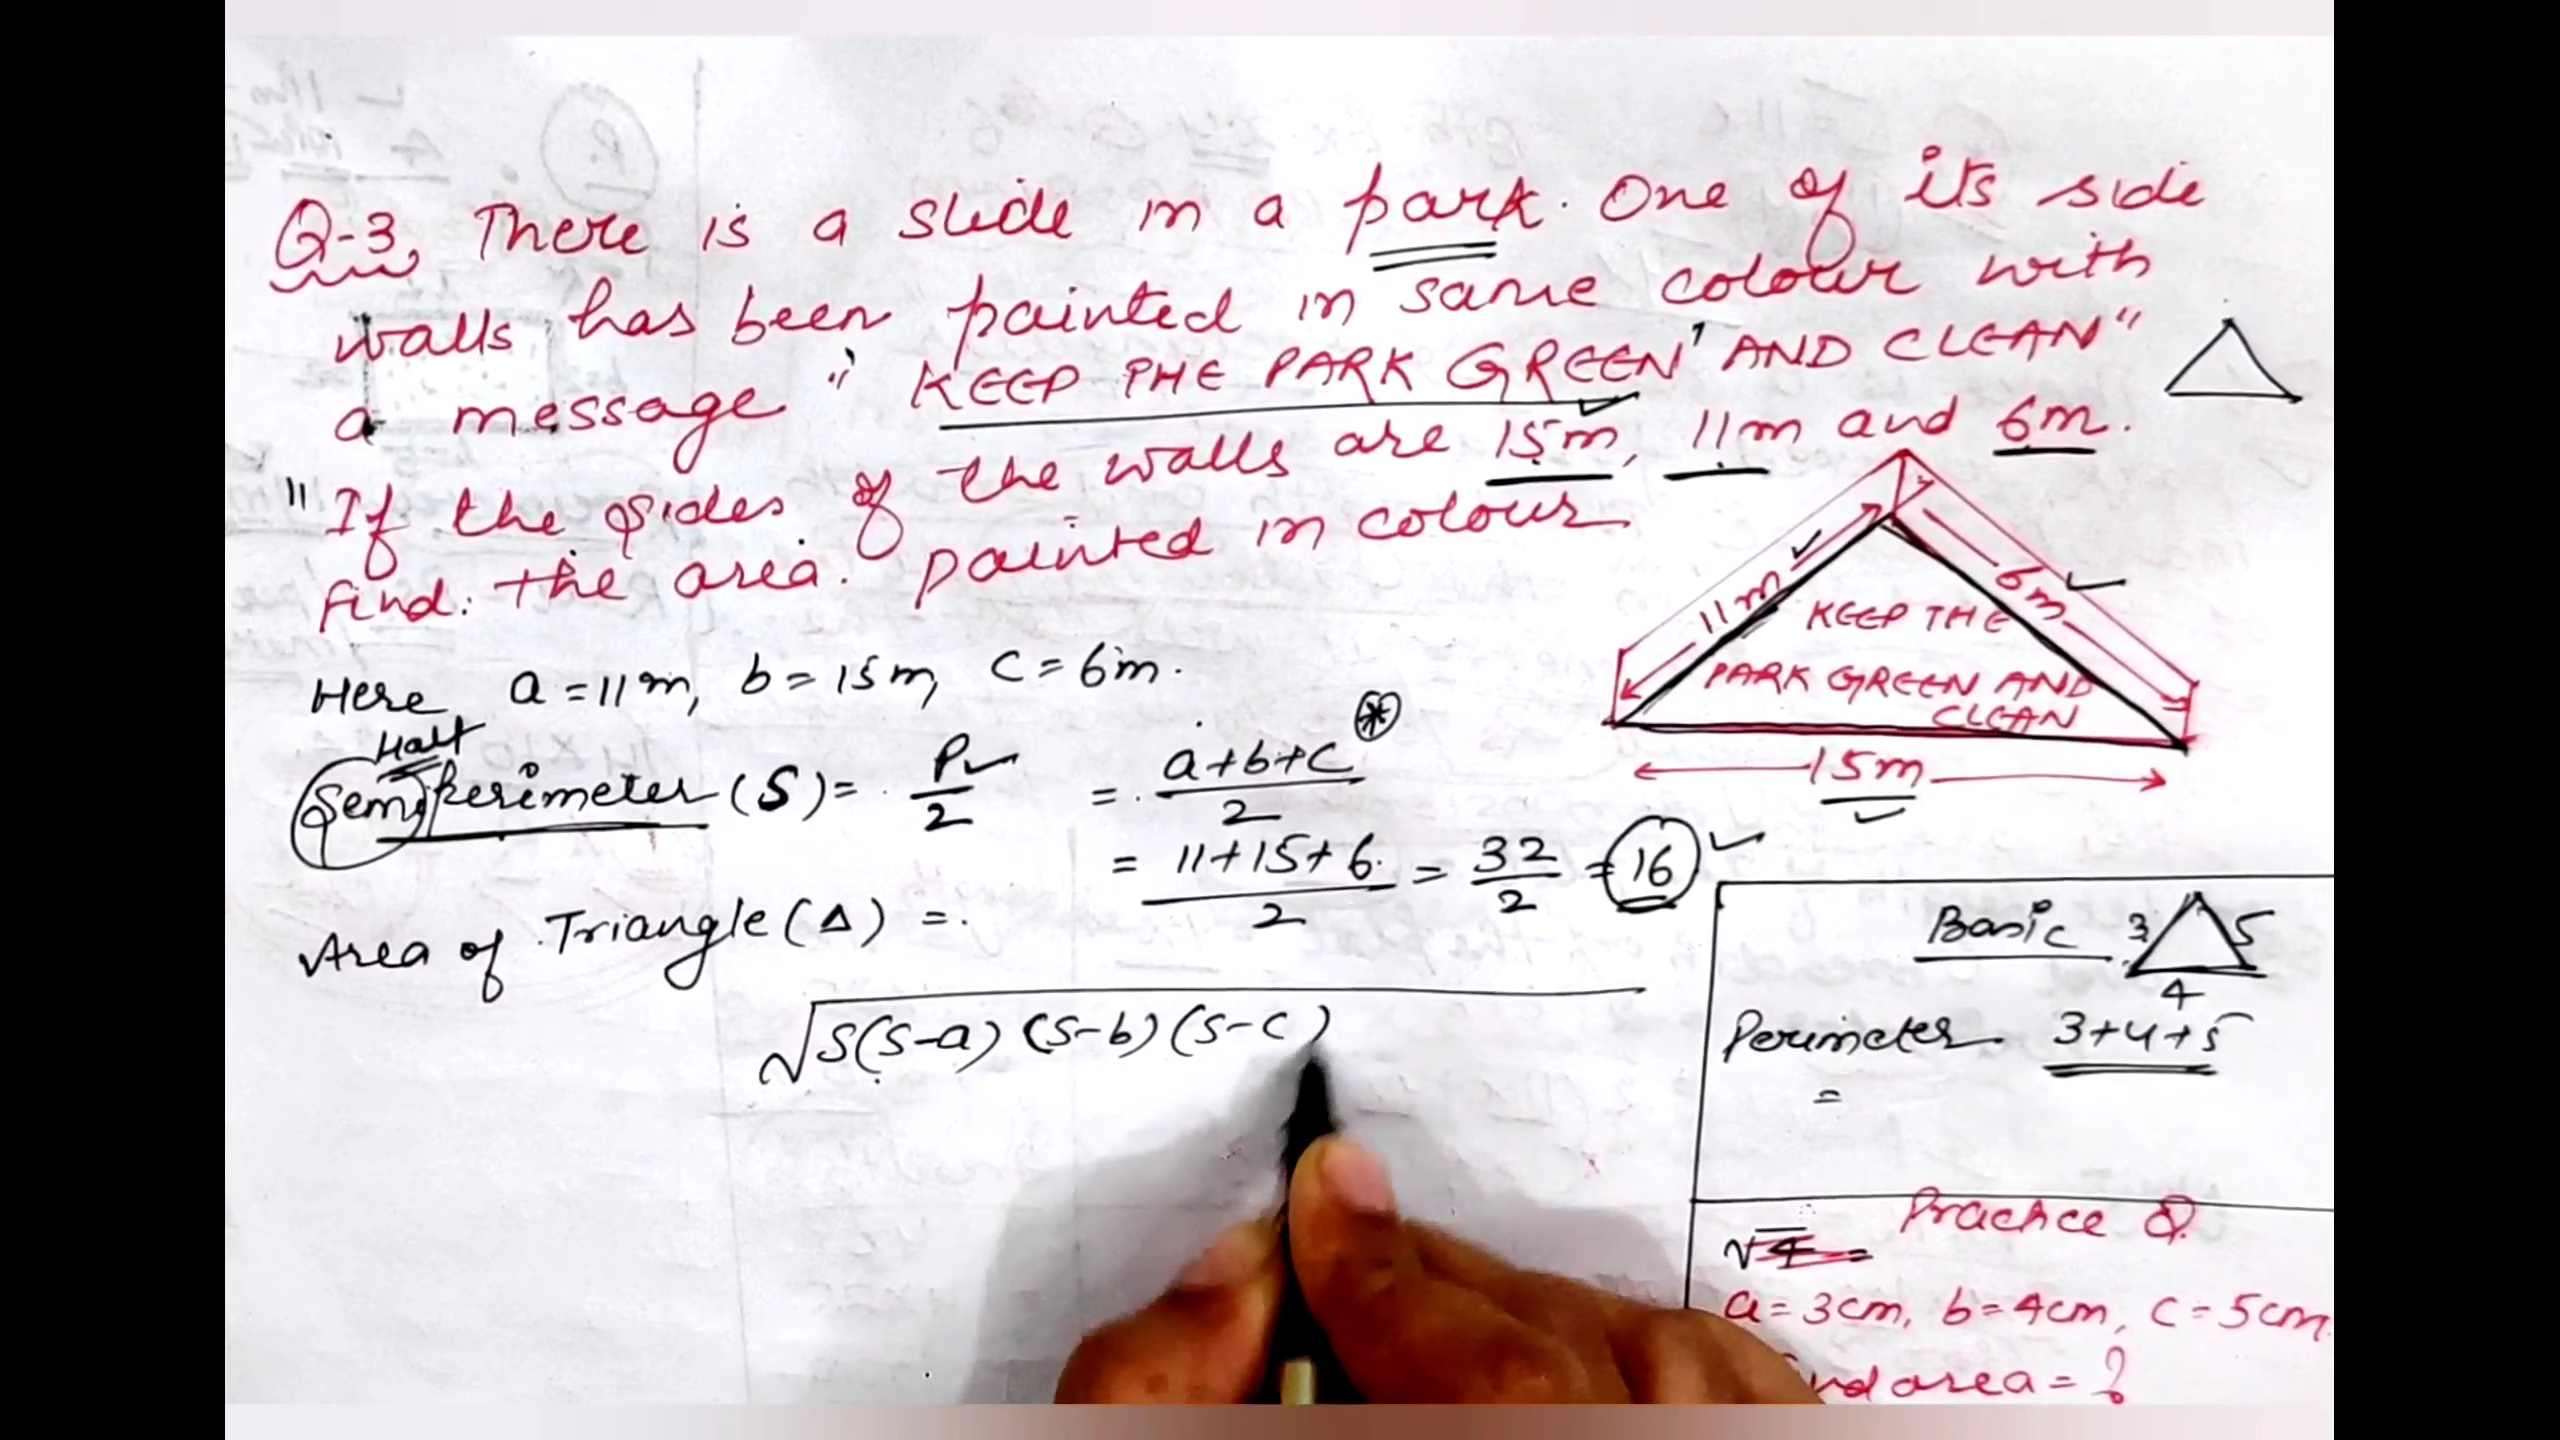 Q-3, There is a slide in a park. One of its side
walls has been painted in same colour with
a message " KEEP THE PARK GREEN' AND CLEAN"
" If the sides of the walls are 15m, 11m and 6m.
Find: the area. painted in colour
11m
6m
KEEP THE
PARK GREEN AND
CLEAN
15m
Here a = 11m, b = 15m, c = 6m.
Half
Semi perimeter (S) = P/2 = a+b+c/2
= 11+15+6/2 = 32/2 = 16
Area of Triangle (Δ) =
√S(S-a) (S-b) (S-c)
Basic 3 5
4
Perimeter 3+4+5
=
Practice Q.
√4 =
a = 3cm, b = 4cm, c = 5cm.
area = ?